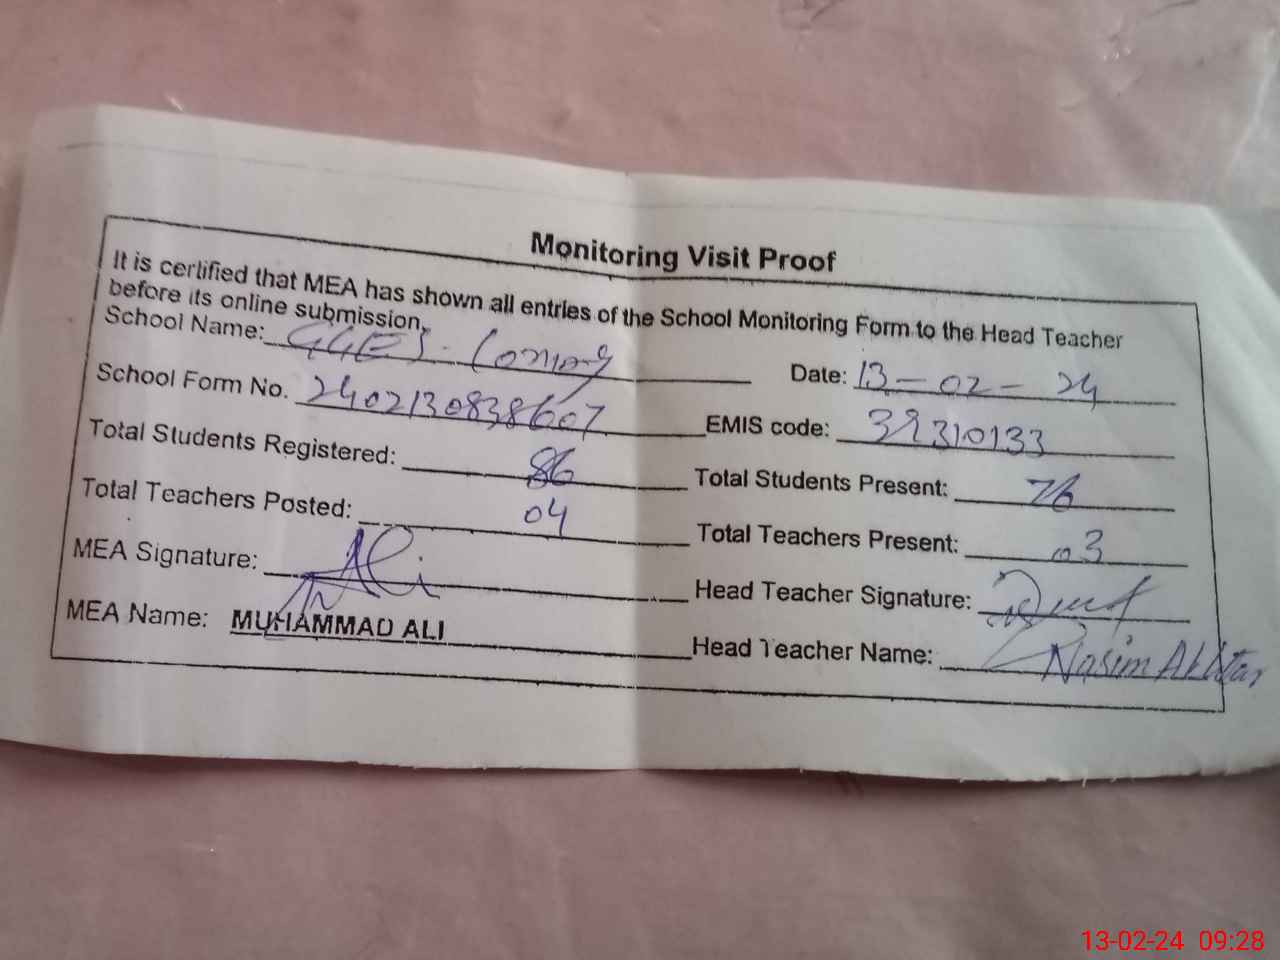 Monitoring Visit Proof
It is certified that MEA has shown all entries of the School Monitoring Form to the Head Teacher
before its online submission.
School Name: GGES. Date: 13-02-24
School Form No. 2402130838607 EMIS code: 39310133
Total Students Registered: 86 Total Students Present: 76
Total Teachers Posted: 04 Total Teachers Present: 03
MEA Signature: Ali Head Teacher Signature:
MEA Name: MUHAMMAD ALI Head Teacher Name: Nasim Akhtar
13-02-24 09:28